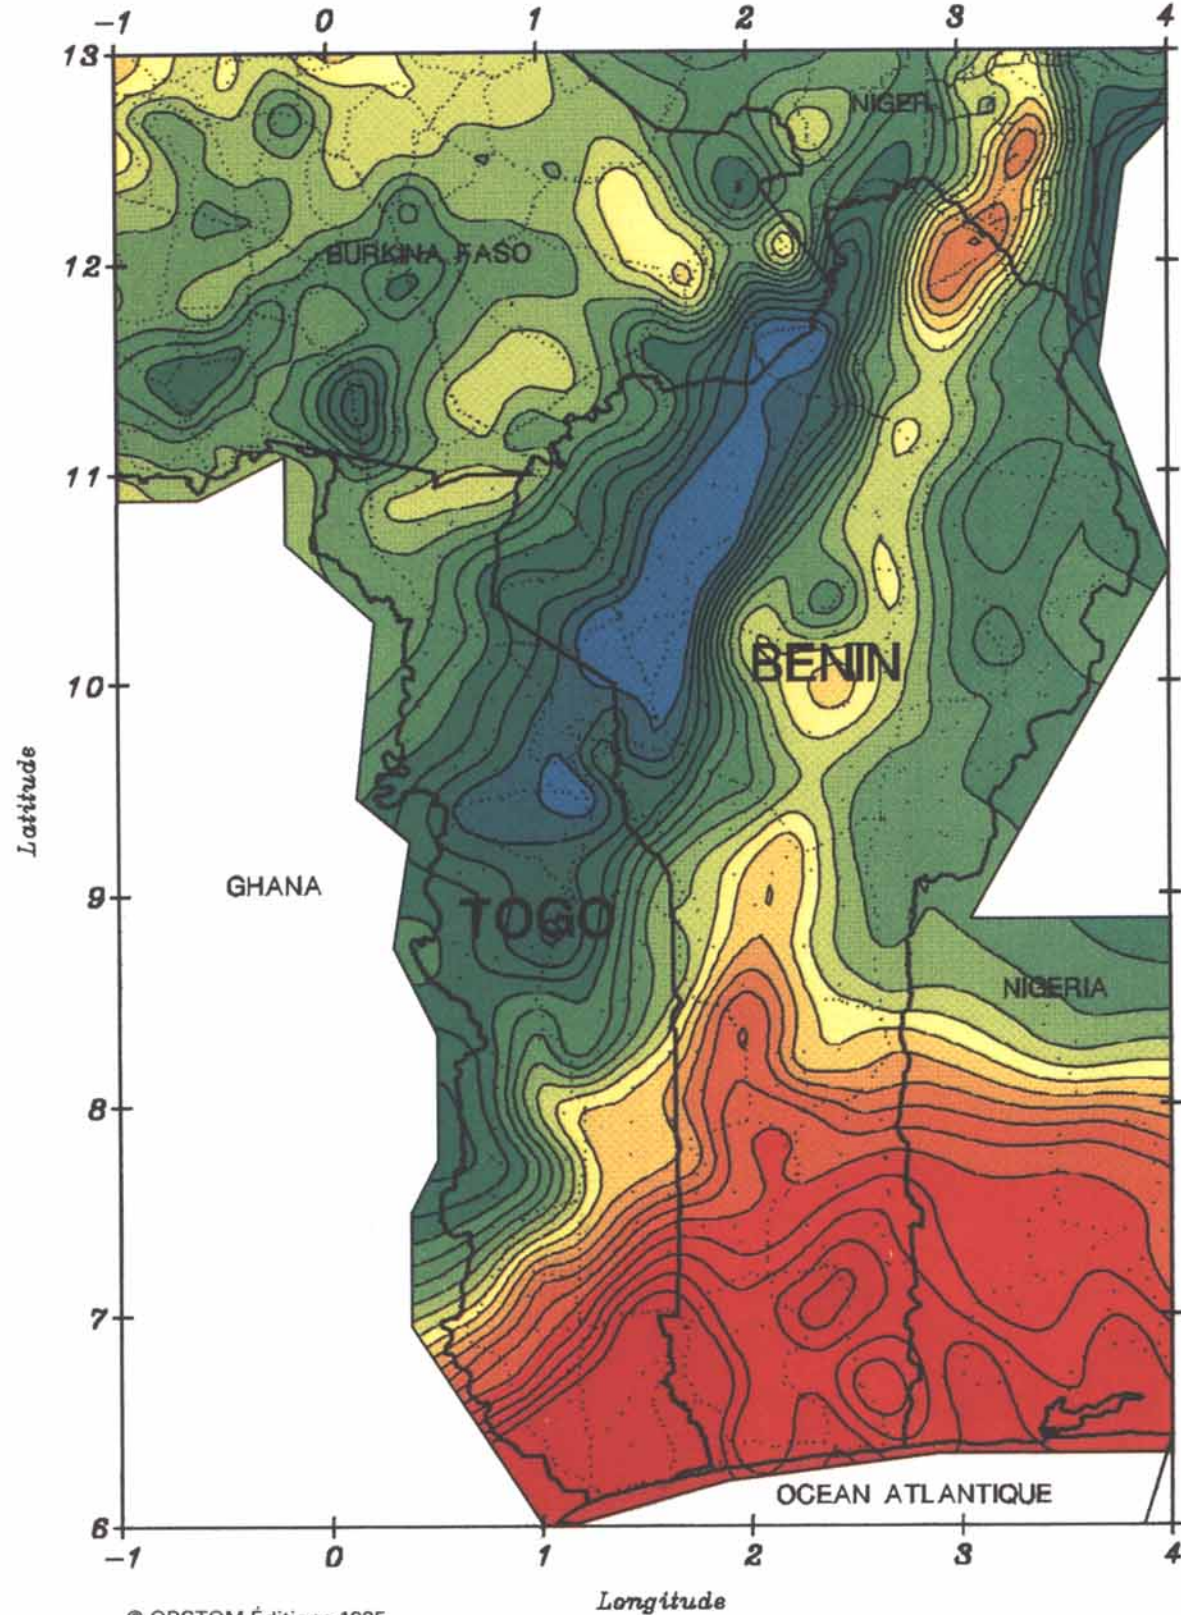 -1 0 1 2 3 4
13
NIGER
12
BURKINA FASO
11
10
BENIN
Latitude
9
GHANA
TOGO
NIGERIA
8
7
OCEAN ATLANTIQUE
6
-1 0 1 2 3 4
Longitude